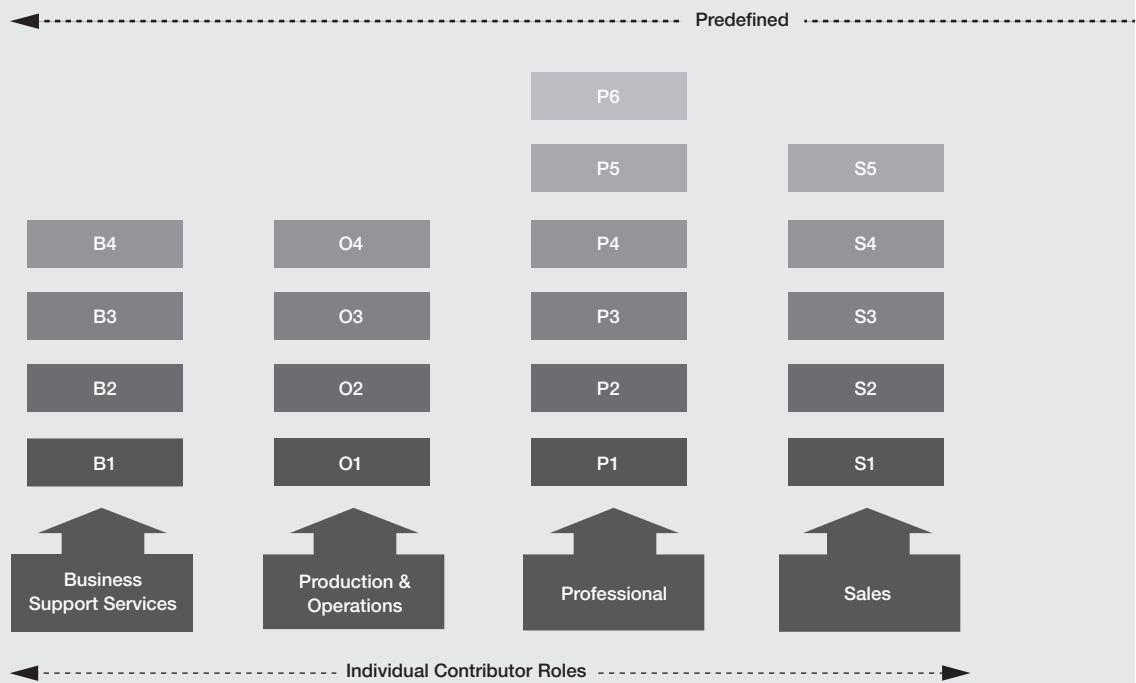 Predefined
P6
P5
S5
B4
O4
P4
S4
B3
O3
P3
S3
B2
O2
P2
S2
B1
O1
P1
S1
Business
Support Services
Production &
Operations
Professional
Sales
Individual Contributor Roles